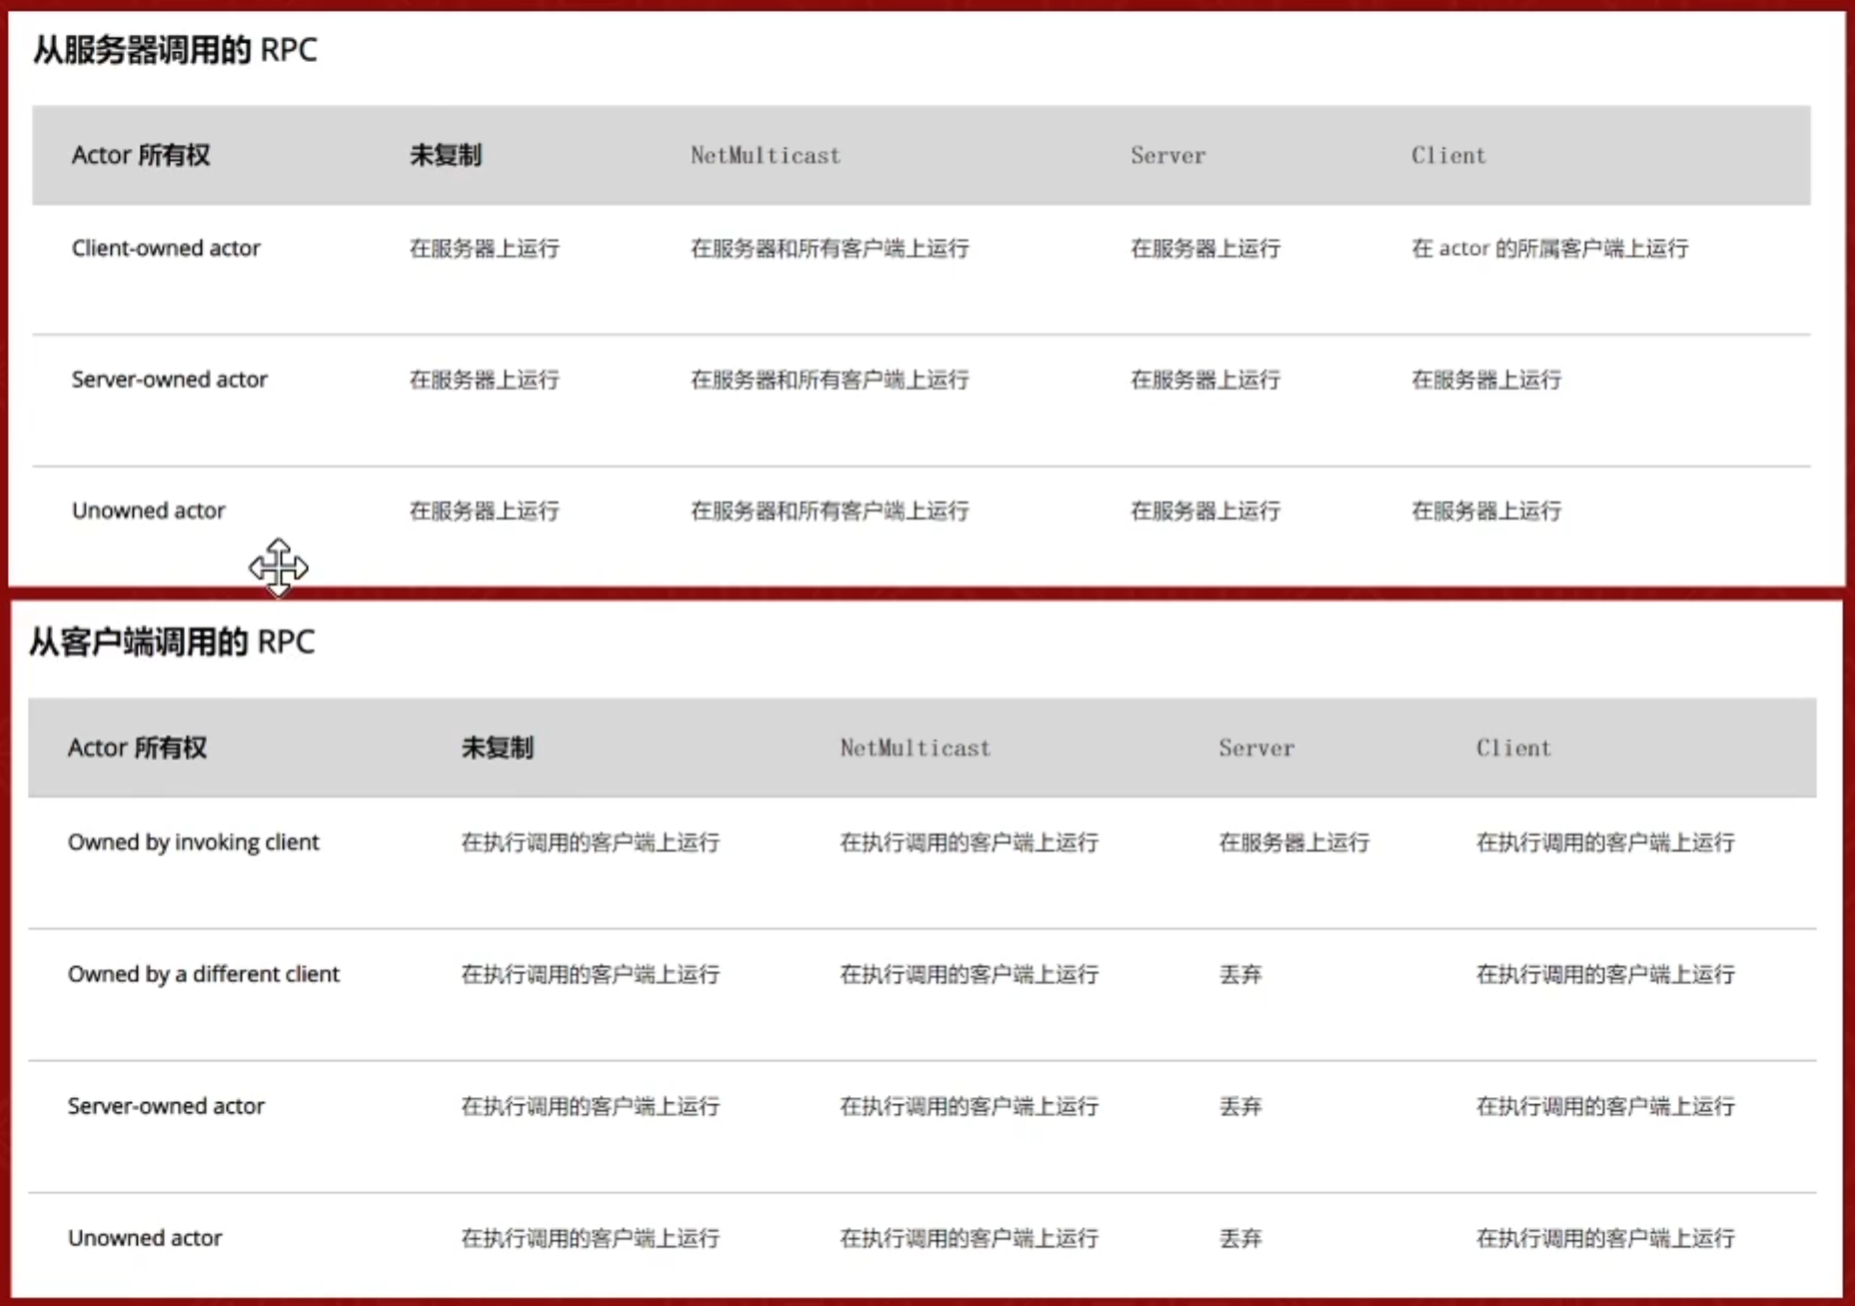 从服务器调用的 RPC
Actor 所有权 未复制 NetMulticast Server Client
Client-owned actor 在服务器上运行 在服务器和所有客户端上运行 在服务器上运行 在 actor 的所属客户端上运行
Server-owned actor 在服务器上运行 在服务器和所有客户端上运行 在服务器上运行 在服务器上运行
Unowned actor 在服务器上运行 在服务器和所有客户端上运行 在服务器上运行 在服务器上运行
从客户端调用的 RPC
Actor 所有权 未复制 NetMulticast Server Client
Owned by invoking client 在执行调用的客户端上运行 在执行调用的客户端上运行 在服务器上运行 在执行调用的客户端上运行
Owned by a different client 在执行调用的客户端上运行 在执行调用的客户端上运行 丢弃 在执行调用的客户端上运行
Server-owned actor 在执行调用的客户端上运行 在执行调用的客户端上运行 丢弃 在执行调用的客户端上运行
Unowned actor 在执行调用的客户端上运行 在执行调用的客户端上运行 丢弃 在执行调用的客户端上运行